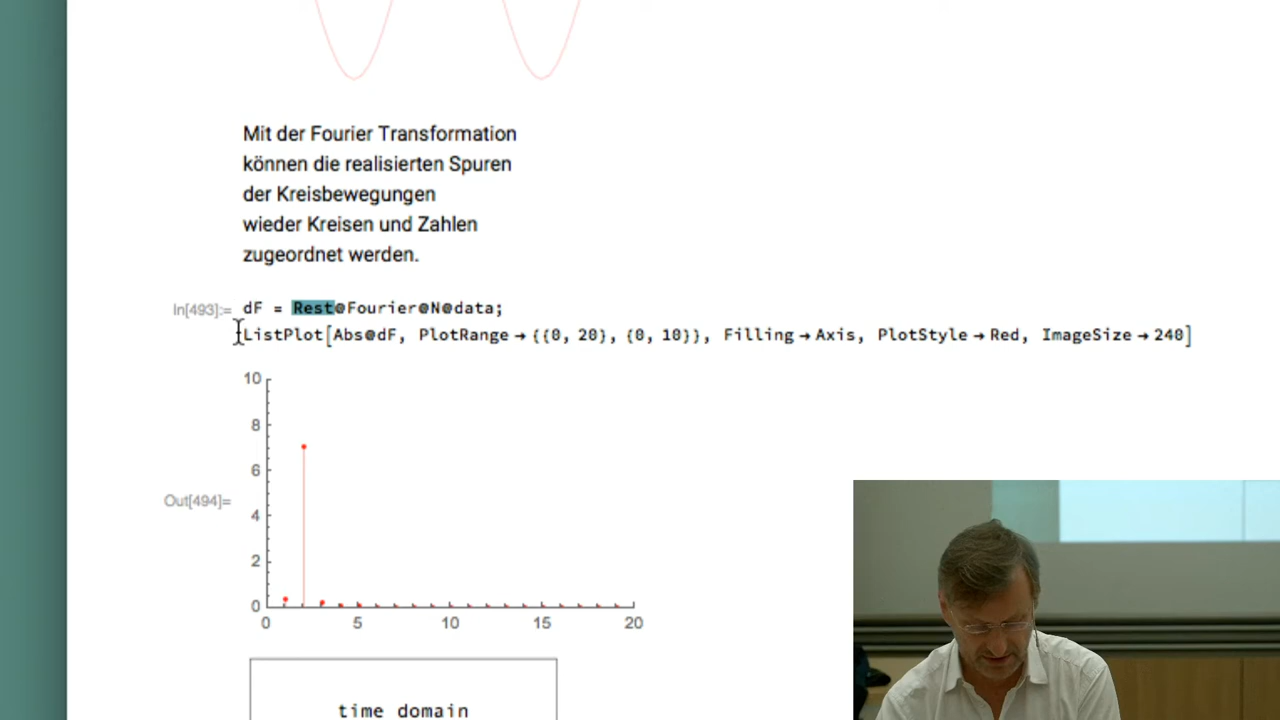 Mit der Fourier Transformation
können die realisierten Spuren
der Kreisbewegungen
wieder Kreisen und Zahlen
zugeordnet werden.
In[493]:= dF = Rest@Fourier@N@data;
ListPlot[Abs@dF, PlotRange → {{0, 20}, {0, 10}}, Filling → Axis, PlotStyle → Red, ImageSize → 240]
10
8
6
Out[494]=
4
2
0
0 5 10 15 20
time domain